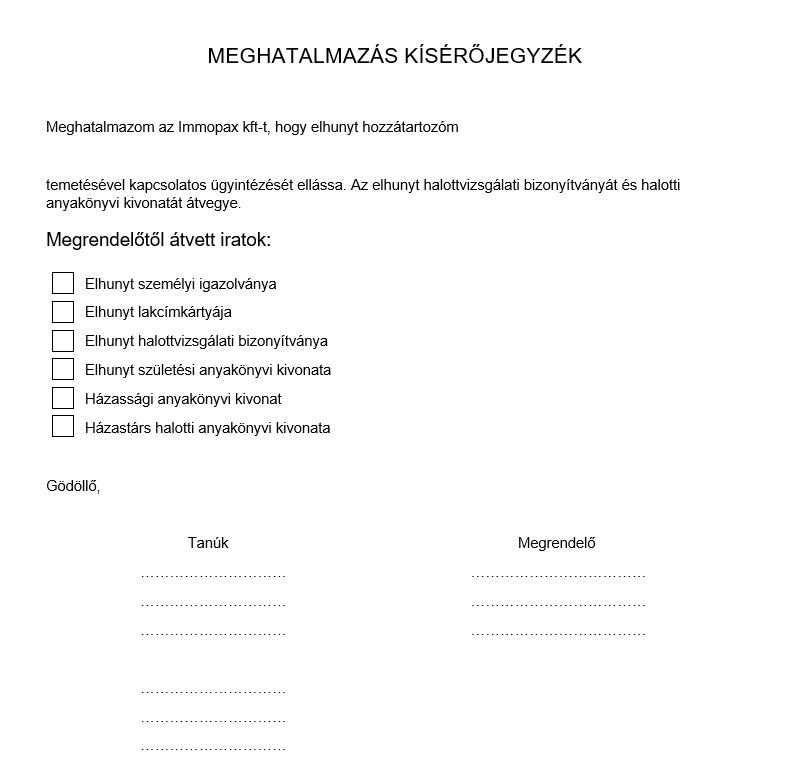 MEGHATALMAZÁS KÍSÉRŐJEGYZÉK
Meghatalmazom az Immopax kft-t, hogy elhunyt hozzátartozóm
temetésével kapcsolatos ügyintézését ellássa. Az elhunyt halottvizsgálati bizonyítványát és halotti
anyakönyvi kivonatát átvegye.
Megrendelőtől átvett iratok:
Elhunyt személyi igazolványa
Elhunyt lakcímkártyája
Elhunyt halottvizsgálati bizonyítványa
Elhunyt születési anyakönyvi kivonata
Házassági anyakönyvi kivonat
Házastárs halotti anyakönyvi kivonata
Gödöllő,
Tanúk Megrendelő
.............................. ....................................
.............................. ....................................
.............................. ....................................
..............................
..............................
..............................